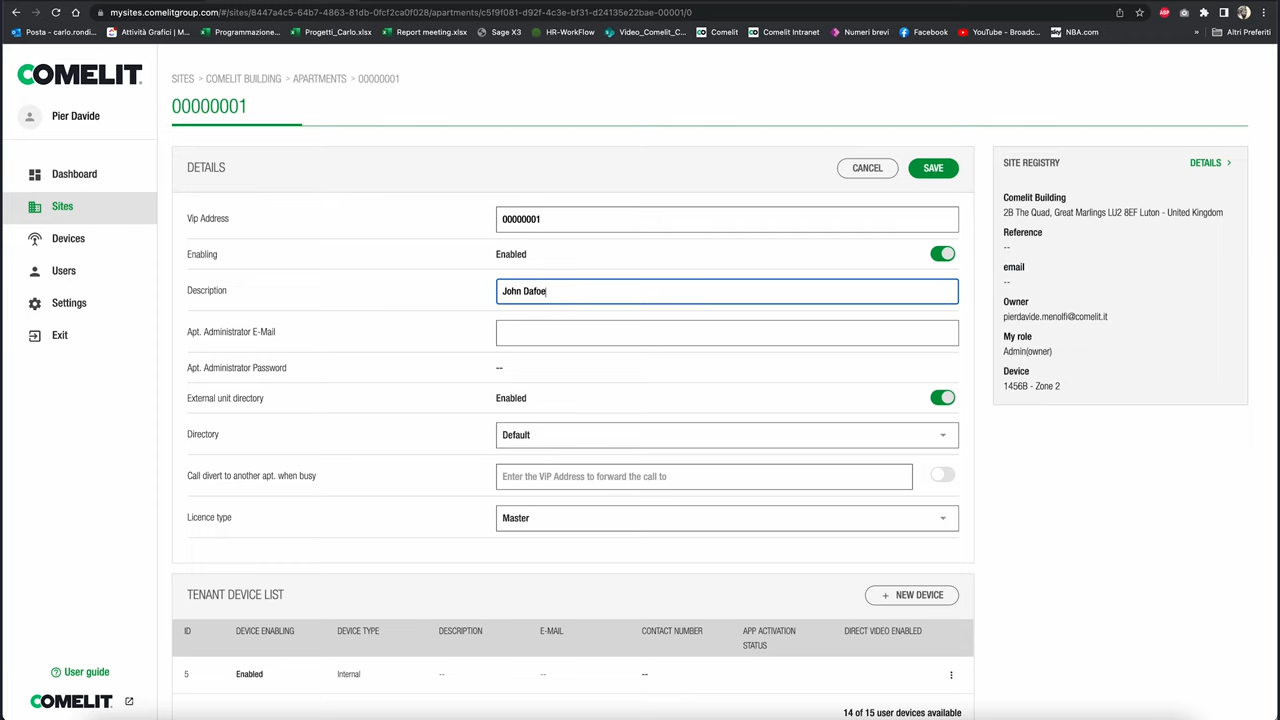 mysites.comelitgroup.com/#/sites/8447a4c5-64b7-4863-81db-0fcf2ca0f028/apartments/c5f9f081-d92f-4c3e-bf31-d24135e22bae-00001/0
Posta - carlo.rondi...
Attività Grafici | M...
Programmazione...
Progetti_Carlo.xlsx
Report meeting.xlsx
Sage X3
HR-WorkFlow
Video_Comelit_C...
Comelit
Comelit Intranet
Numeri brevi
Facebook
YouTube - Broadc...
NBA.com
»
Altri Preferiti
COMELIT
SITES > COMELIT BUILDING > APARTMENTS > 00000001
00000001
Pier Davide
Dashboard
Sites
Devices
Users
Settings
Exit
DETAILS
CANCEL
SAVE
Vip Address
00000001
Enabling
Enabled
Description
John Dafoe
Apt. Administrator E-Mail
Apt. Administrator Password
--
External unit directory
Enabled
Directory
Default
Call divert to another apt. when busy
Enter the ViP Address to forward the call to
Licence type
Master
SITE REGISTRY
DETAILS >
Comelit Building
2B The Quad, Great Marlings LU2 8EF Luton - United Kingdom
Reference
--
email
--
Owner
pierdavide.menolfi@comelit.it
My role
Admin(owner)
Device
1456B - Zone 2
TENANT DEVICE LIST
+ NEW DEVICE
ID DEVICE ENABLING DEVICE TYPE DESCRIPTION E-MAIL CONTACT NUMBER APP ACTIVATION STATUS DIRECT VIDEO ENABLED
5 Enabled Internal -- -- --
14 of 15 user devices available
User guide
COMELIT